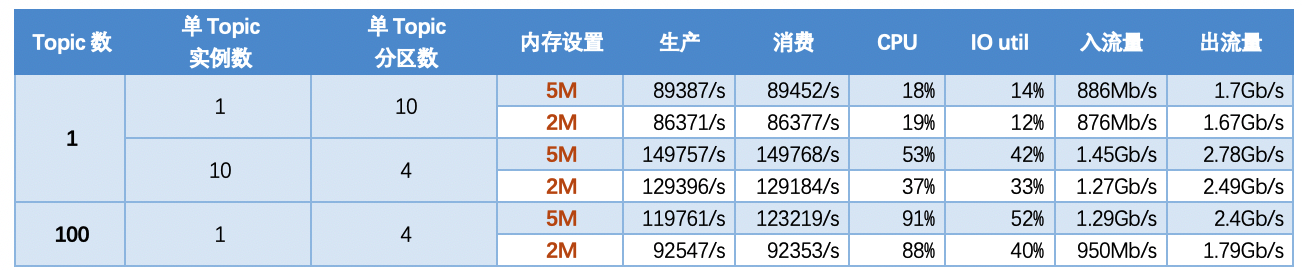 Topic 数 单 Topic 实例数 单 Topic 分区数 内存设置 生产 消费 CPU IO util 入流量 出流量
1 1 10 5M 89387/s 89452/s 18% 14% 886Mb/s 1.7Gb/s
2M 86371/s 86377/s 19% 12% 876Mb/s 1.67Gb/s
10 4 5M 149757/s 149768/s 53% 42% 1.45Gb/s 2.78Gb/s
2M 129396/s 129184/s 37% 33% 1.27Gb/s 2.49Gb/s
100 1 4 5M 119761/s 123219/s 91% 52% 1.29Gb/s 2.4Gb/s
2M 92547/s 92353/s 88% 40% 950Mb/s 1.79Gb/s